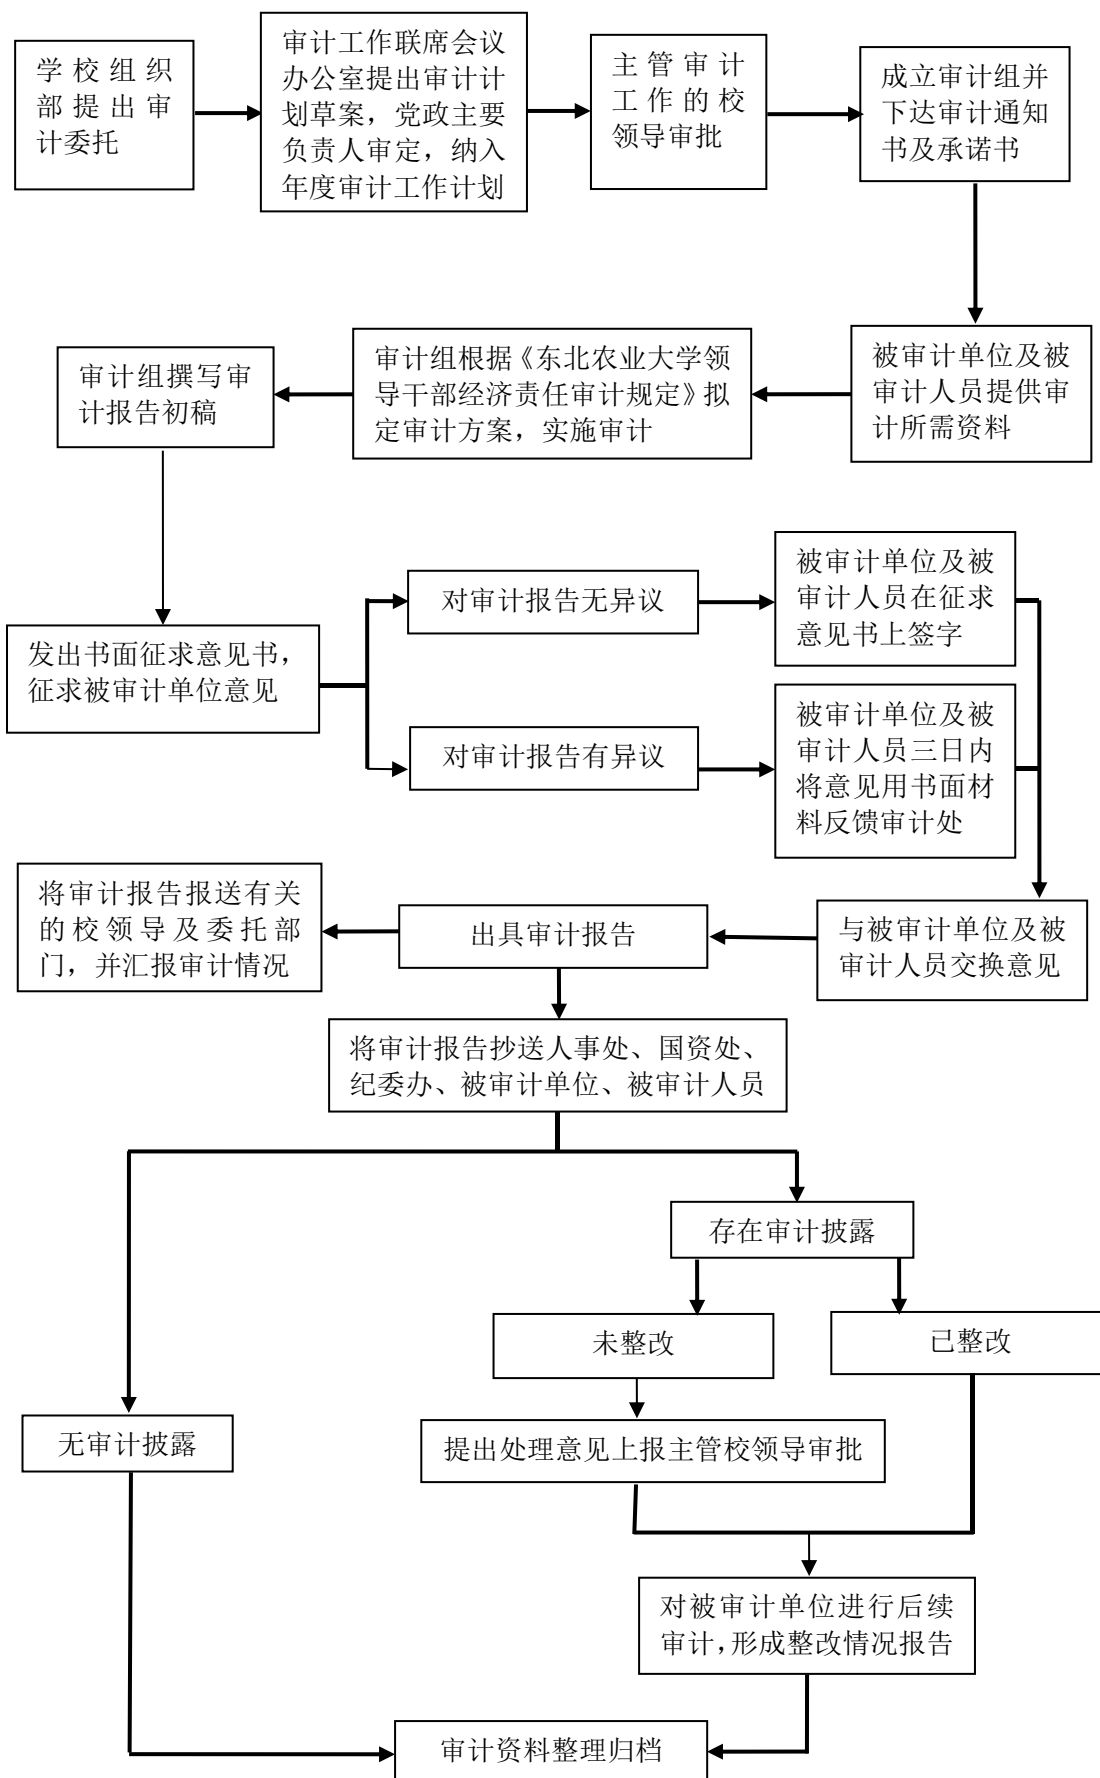 学校组织
部提出审
计委托
审计工作联席会议
办公室提出审计计
划草案，党政主要
负责人审定，纳入
年度审计工作计划
主管审计
工作的校
领导审批
成立审计组并
下达审计通知
书及承诺书
审计组撰写审
计报告初稿
审计组根据《东北农业大学领
导干部经济责任审计规定》拟
定审计方案，实施审计
被审计单位及被
审计人员提供审
计所需资料
发出书面征求意见书，
征求被审计单位意见
对审计报告无异议
被审计单位及被
审计人员在征求
意见书上签字
对审计报告有异议
被审计单位及被
审计人员三日内
将意见用书面材
料反馈审计处
将审计报告报送有关
的校领导及委托部
门，并汇报审计情况
出具审计报告
与被审计单位及被
审计人员交换意见
将审计报告抄送人事处、国资处、
纪委办、被审计单位、被审计人员
存在审计披露
未整改
已整改
无审计披露
提出处理意见上报主管校领导审批
对被审计单位进行后续
审计，形成整改情况报告
审计资料整理归档